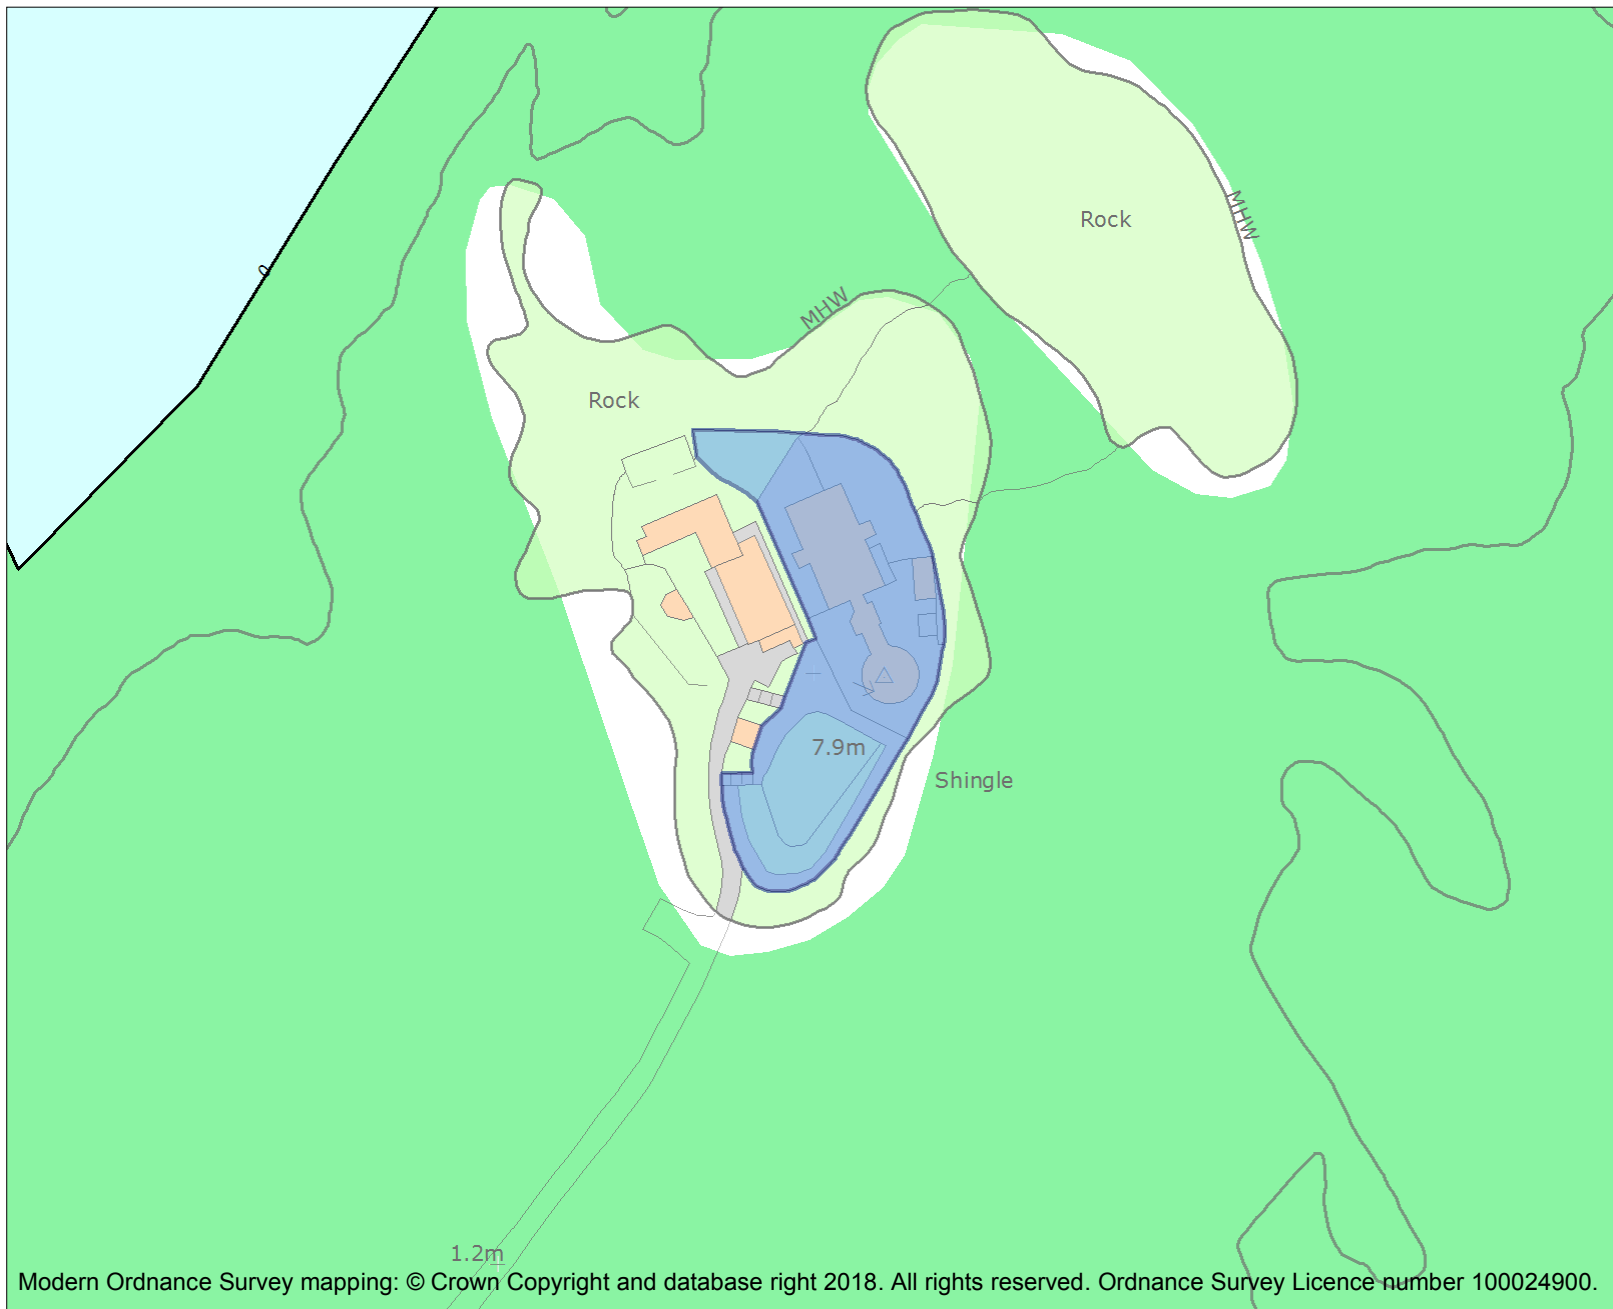 Rock
MHW
0
MHW
Rock
7.9m
Shingle
1.2m
Modern Ordnance Survey mapping: © Crown Copyright and database right 2018. All rights reserved. Ordnance Survey Licence number 100024900.